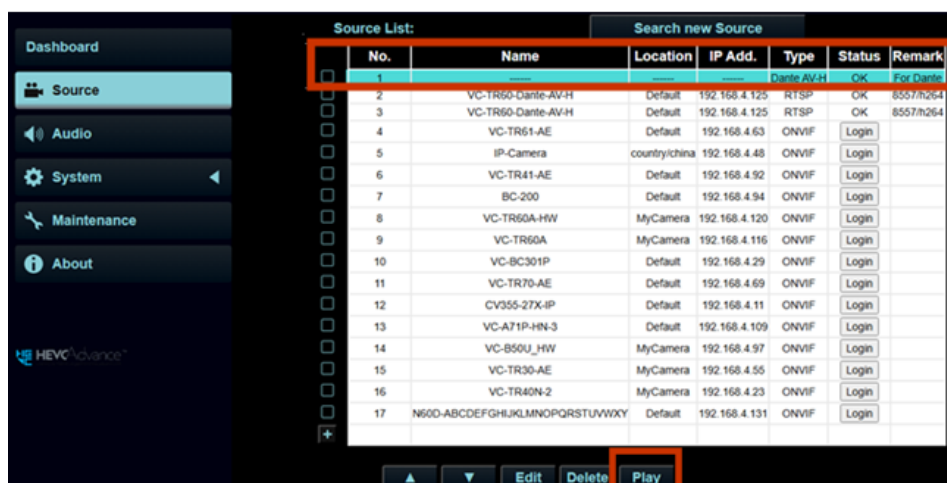 Source List: Search new Source
Dashboard
No. Name Location IP Add. Type Status Remark
1 ------ ------ ------ Dante AV-H OK For Dante
Source
2 VC-TR60-Dante-AV-H Default 192.168.4.125 RTSP OK 8557/h264
3 VC-TR60-Dante-AV-H Default 192.168.4.125 RTSP OK 8557/h264
Audio
4 VC-TR61-AE Default 192.168.4.63 ONVIF Login
5 IP-Camera country/china 192.168.4.48 ONVIF Login
System
6 VC-TR41-AE Default 192.168.4.92 ONVIF Login
7 BC-200 Default 192.168.4.94 ONVIF Login
Maintenance
8 VC-TR60A-HW MyCamera 192.168.4.120 ONVIF Login
9 VC-TR60A MyCamera 192.168.4.116 ONVIF Login
About
10 VC-BC301P Default 192.168.4.29 ONVIF Login
11 VC-TR70-AE Default 192.168.4.69 ONVIF Login
12 CV355-27X-IP Default 192.168.4.11 ONVIF Login
13 VC-A71P-HN-3 Default 192.168.4.109 ONVIF Login
HEVC Advance
14 VC-B50U_HW MyCamera 192.168.4.97 ONVIF Login
15 VC-TR30-AE MyCamera 192.168.4.55 ONVIF Login
16 VC-TR40N-2 MyCamera 192.168.4.23 ONVIF Login
17 N60D-ABCDEFGHIJKLMNOPQRSTUVWXY Default 192.168.4.131 ONVIF Login
Edit Delete Play